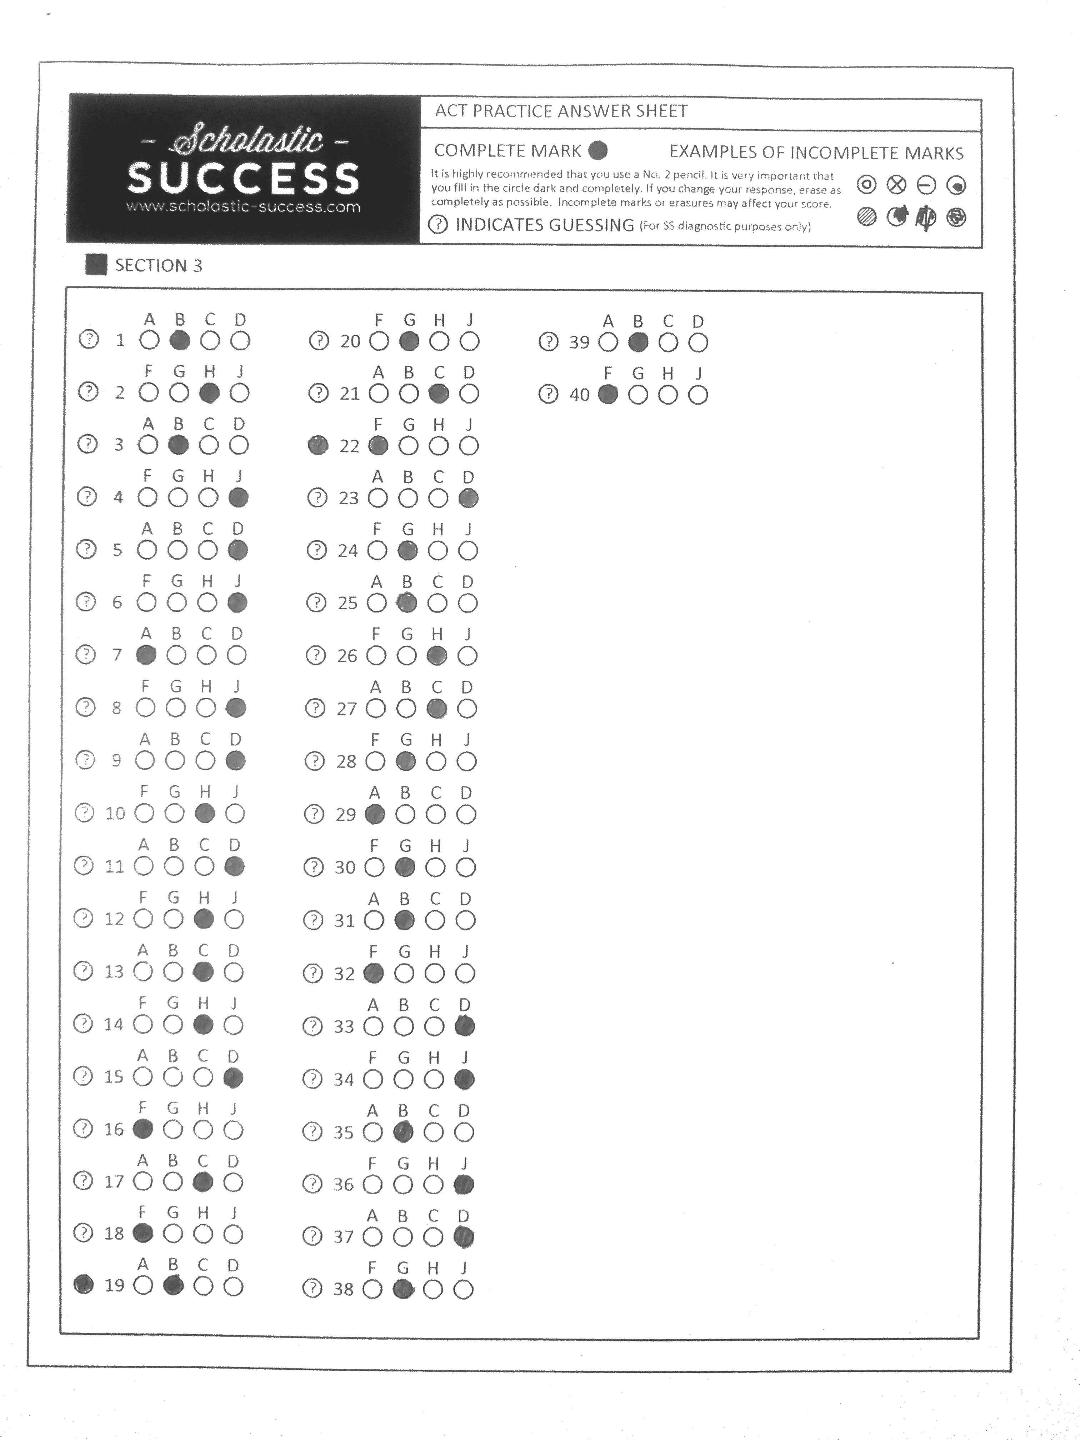 - Scholastic -
SUCCESS
www.scholastic-success.com
ACT PRACTICE ANSWER SHEET
COMPLETE MARK
EXAMPLES OF INCOMPLETE MARKS
It is highly recommended that you use a No. 2 pencil. It is very important that
you fill in the circle dark and completely. If you change your response, erase as
completely as possible. Incomplete marks or erasures may affect your score.
? INDICATES GUESSING (For SS diagnostic purposes only)
SECTION 3
A B C D
? 1
F G H J
? 2
A B C D
? 3
F G H J
? 4
A B C D
? 5
F G H J
? 6
A B C D
? 7
F G H J
? 8
A B C D
? 9
F G H J
? 10
A B C D
? 11
F G H J
? 12
A B C D
? 13
F G H J
? 14
A B C D
? 15
F G H J
? 16
A B C D
? 17
F G H J
? 18
A B C D
19
F G H J
? 20
A B C D
? 21
F G H J
22
A B C D
? 23
F G H J
? 24
A B C D
? 25
F G H J
? 26
A B C D
? 27
F G H J
? 28
A B C D
? 29
F G H J
? 30
A B C D
? 31
F G H J
? 32
A B C D
? 33
F G H J
? 34
A B C D
? 35
F G H J
? 36
A B C D
? 37
F G H J
? 38
A B C D
? 39
F G H J
? 40